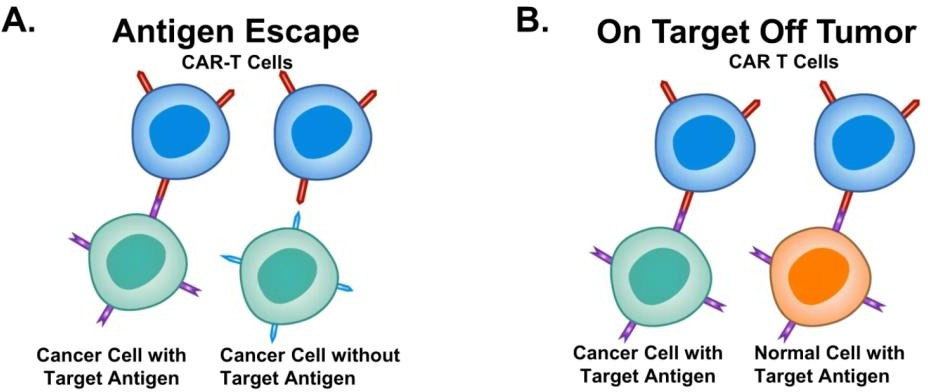 A.
Antigen Escape
CAR-T Cells
Cancer Cell with
Target Antigen
Cancer Cell without
Target Antigen
B.
On Target Off Tumor
CAR T Cells
Cancer Cell with
Target Antigen
Normal Cell with
Target Antigen